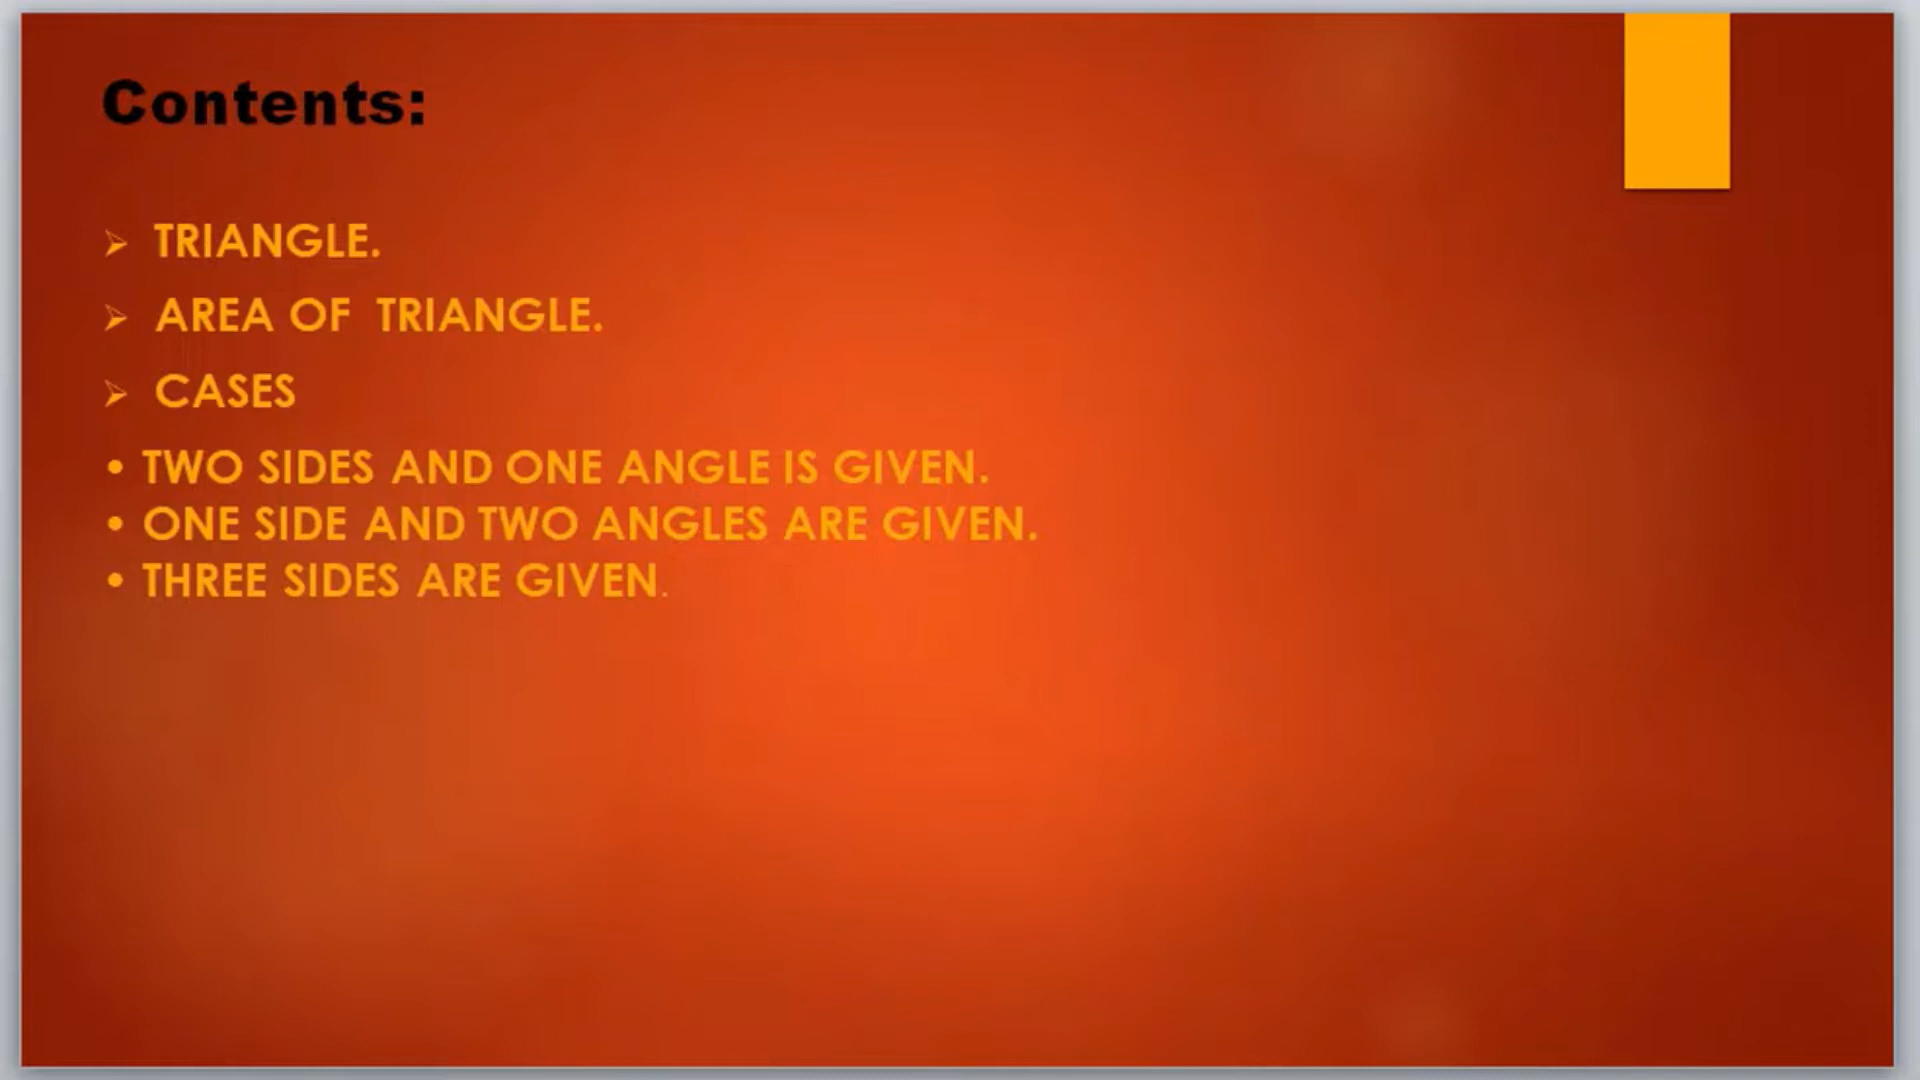 Contents:
➢ TRIANGLE.
➢ AREA OF TRIANGLE.
➢ CASES
• TWO SIDES AND ONE ANGLE IS GIVEN.
• ONE SIDE AND TWO ANGLES ARE GIVEN.
• THREE SIDES ARE GIVEN.